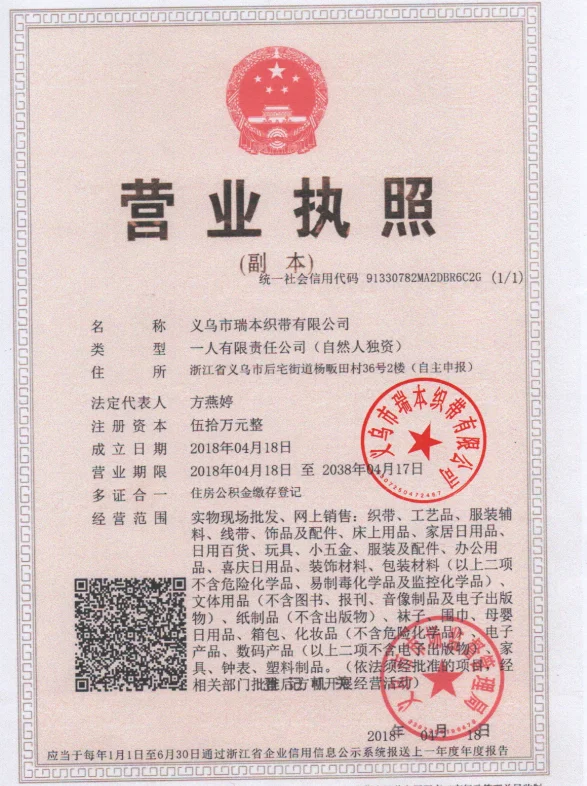 营业执照
(副 本)
统一社会信用代码 91330782MA2DBR6C2G (1/1)
名 称 义乌市瑞本织带有限公司
类 型 一人有限责任公司（自然人独资）
住 所 浙江省义乌市后宅街道杨畈田村36号2楼（自主申报）
法定代表人 方燕婷
注册资本 伍拾万元整
成立日期 2018年04月18日
营业期限 2018年04月18日 至 2038年04月17日
多证合一 住房公积金缴存登记
经营范围 实物现场批发、网上销售：织带、工艺品、服装辅
料、线带、饰品及配件、床上用品、家居日用品、
日用百货、玩具、小五金、服装及配件、办公用
品、喜庆日用品、装饰材料、包装材料（以上二项
不含危险化学品、易制毒化学品及监控化学品）、
文体用品（不含图书、报刊、音像制品及电子出版
物）、纸制品（不含出版物）、袜子、围巾、母婴
日用品、箱包、化妆品（不含危险化学品）、电子
产品、数码产品（以上二项不含电子出版物）、家
具、钟表、塑料制品。（依法须经批准的项目，经
相关部门批准后方可开展经营活动）
登记机关
2018年 04月 18日
应当于每年1月1日至6月30日通过浙江省企业信用信息公示系统报送上一年度年度报告
义乌市瑞本织带有限公司